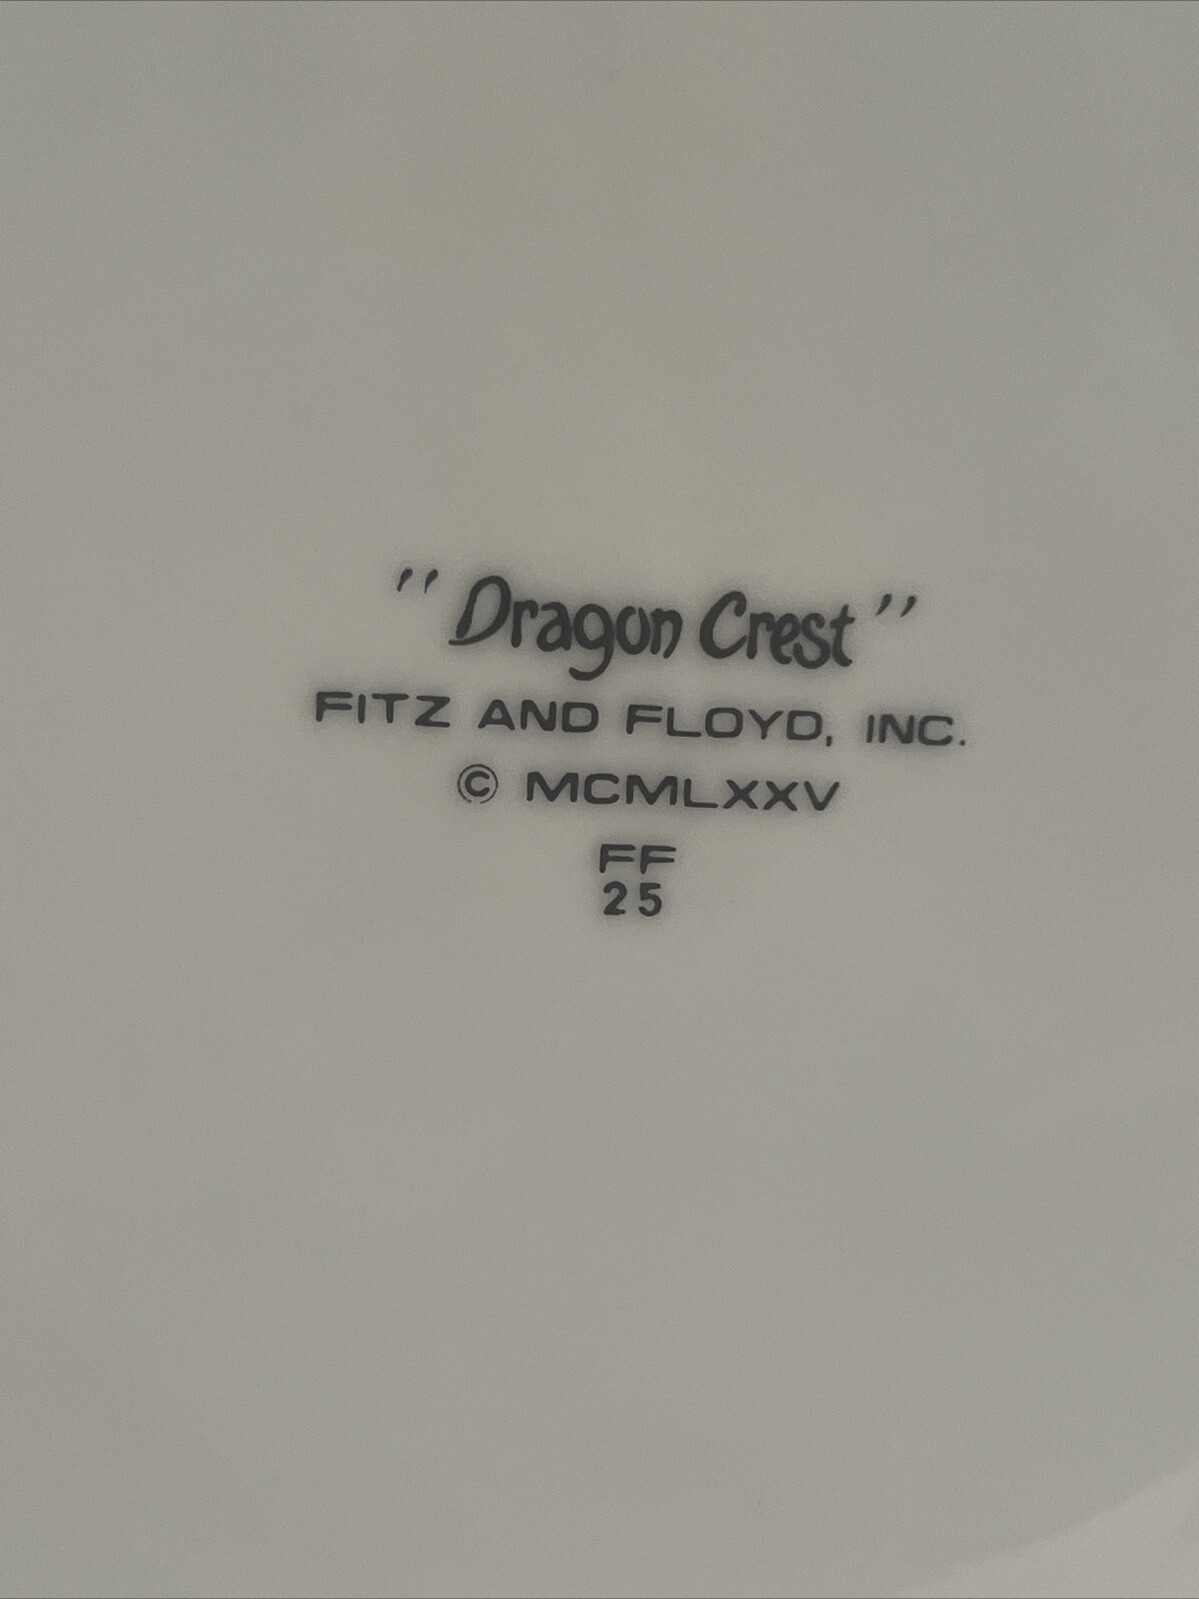 "Dragon Crest"
FITZ AND FLOYD, INC.
© MCMLXXV
FF
25